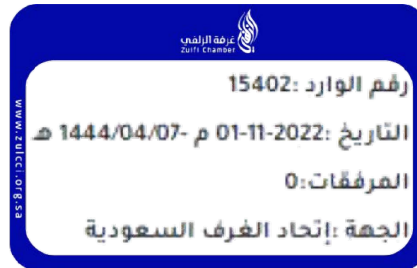 غرفة الزلفي
Zulfi Chamber
رقم الوارد :15402
التاريخ :2022-11-01 م -1444/04/07 هـ
المرفقات:0
الجهة :إتحاد الغرف السعودية
www.zulcci.org.sa